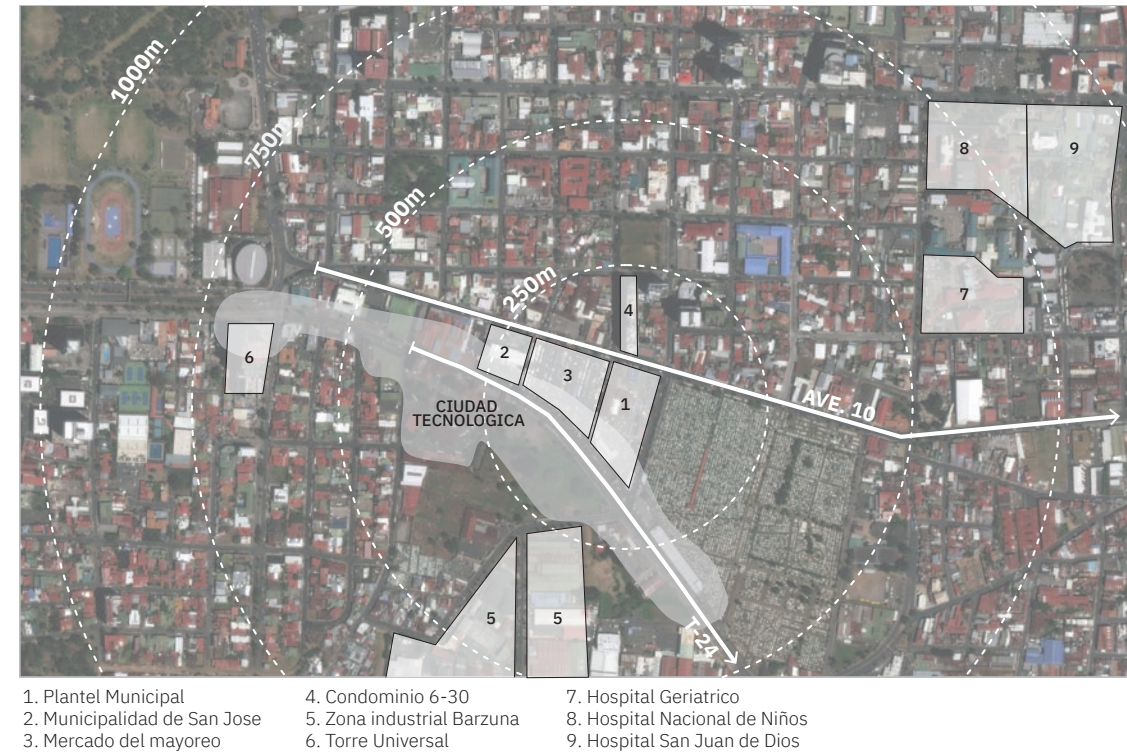 1000m
750m
500m
250m
8
9
7
4
2
3
6
1
CIUDAD
TECNOLOGICA
AVE. 10
5
5
T-24
1. Plantel Municipal
2. Municipalidad de San Jose
3. Mercado del mayoreo
4. Condominio 6-30
5. Zona industrial Barzuna
6. Torre Universal
7. Hospital Geriatrico
8. Hospital Nacional de Niños
9. Hospital San Juan de Dios